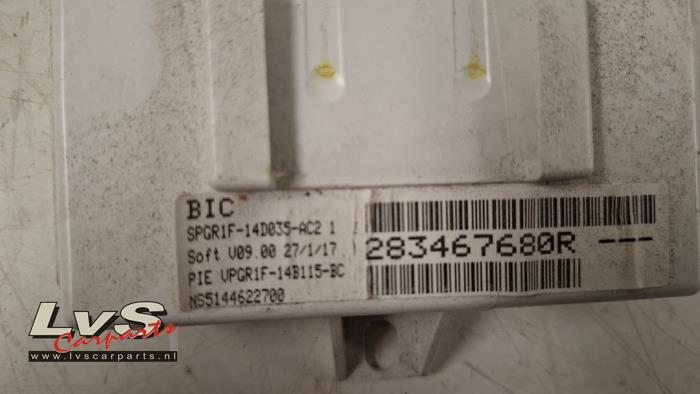 BIC
SPGR1F-14D035-AC2 1
Soft V09.00 27/1/17
PIE VPGR1F-14B115-BC
NS5144622700
283467680R ---
LvS
Carparts
www.lvscarparts.nl